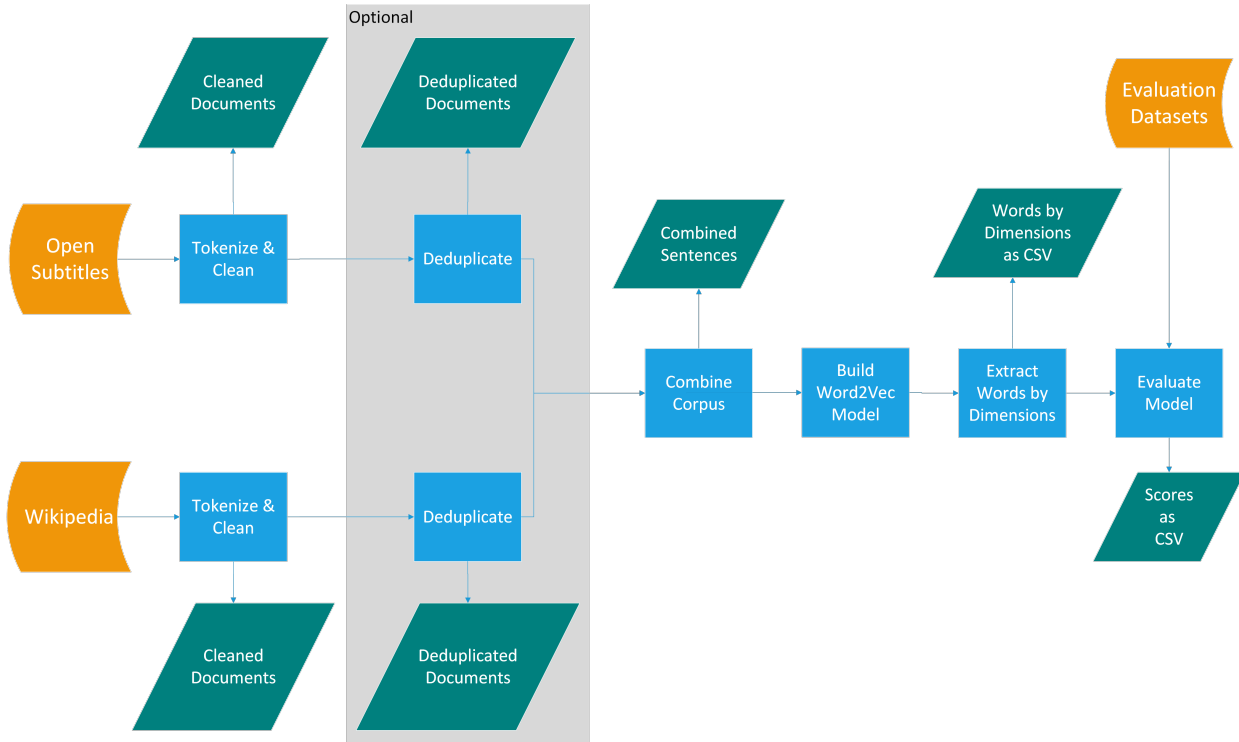 Optional
Cleaned
Documents
Deduplicated
Documents
Evaluation
Datasets
Open
Subtitles
Tokenize &
Clean
Deduplicate
Combined
Sentences
Words by
Dimensions
as CSV
Combine
Corpus
Build
Word2Vec
Model
Extract
Words by
Dimensions
Evaluate
Model
Wikipedia
Tokenize &
Clean
Deduplicate
Scores
as
CSV
Cleaned
Documents
Deduplicated
Documents